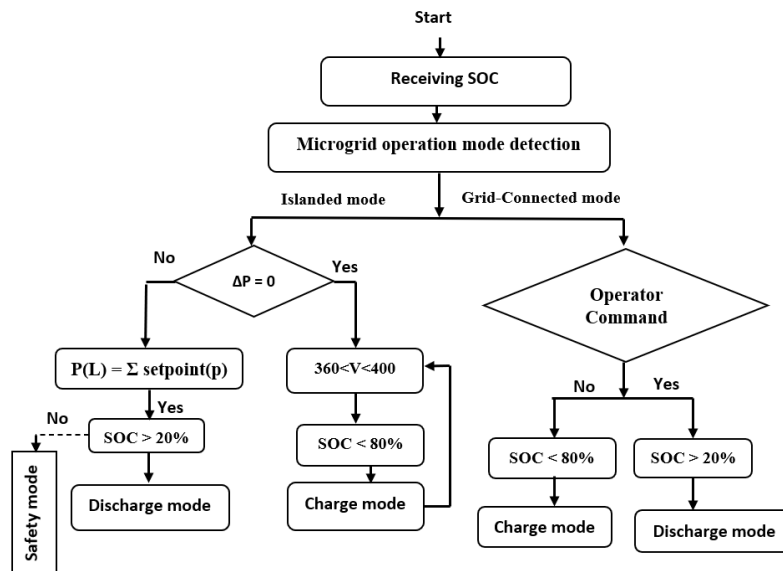 Start
Receiving SOC
Microgrid operation mode detection
Islanded mode
Grid-Connected mode
No
ΔP = 0
Yes
Operator
Command
P(L) = Σ setpoint(p)
360<V<400
No
Yes
No
Yes
SOC > 20%
SOC < 80%
SOC < 80%
SOC > 20%
Safety mode
Discharge mode
Charge mode
Charge mode
Discharge mode